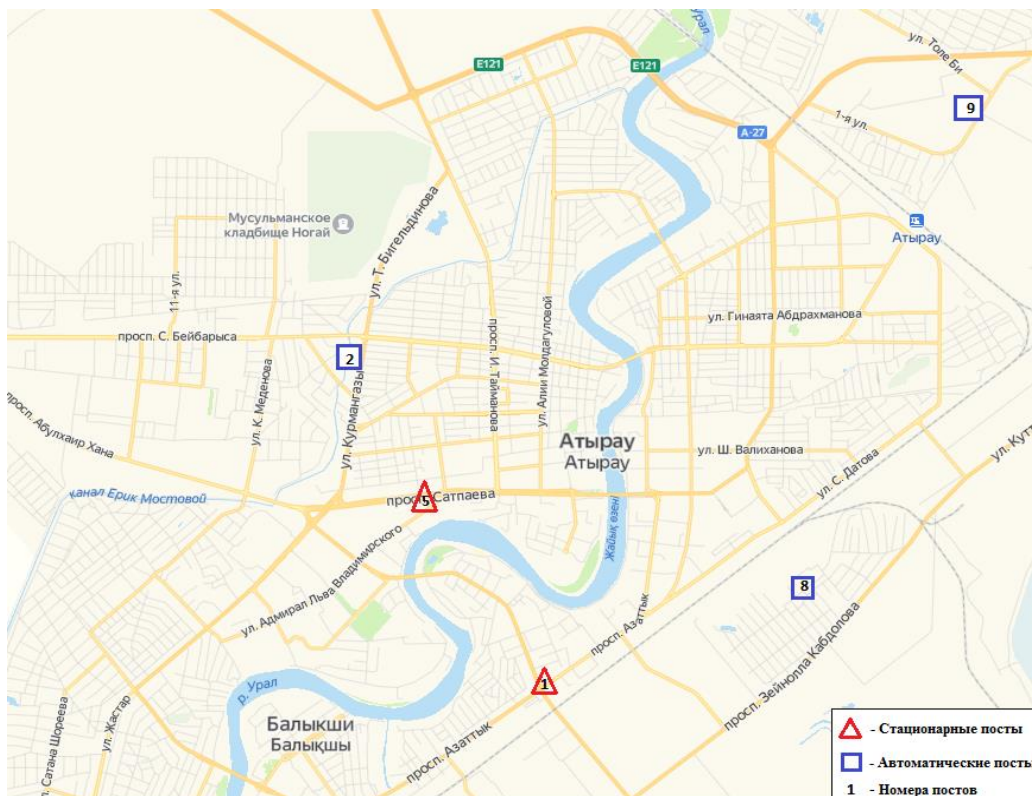 Урал
ул. Толе Би
E121
E121
9
1-я ул.
А-27
Мусульманское
кладбище Ногай
ул. Т. Бигельдинова
Атырау
11-я ул.
ул. Гинаята Абдрахманова
просп. С. Бейбарыса
просп. И. Тайманова
ул. Алии Молдагуловой
2
ул. К. Меденова
ул. Курмангазы
просп. Абулхаир Хана
Атырау
Атырау
ул. Ш. Валиханова
ул. С. Датова
ул. Кутт
канал Ерик Мостовой
просп. Сатпаева
5
Жайық өзені
ул. Адмирал Льва Владимирского
8
просп. Азаттык
просп. Зейнолла Кабдолова
1
р. Урал
Балыкши
Балықшы
просп. Азаттык
ул. Жастар
ул. Сатана Шореева
- Стационарные посты
- Автоматические посты
1 - Номера постов